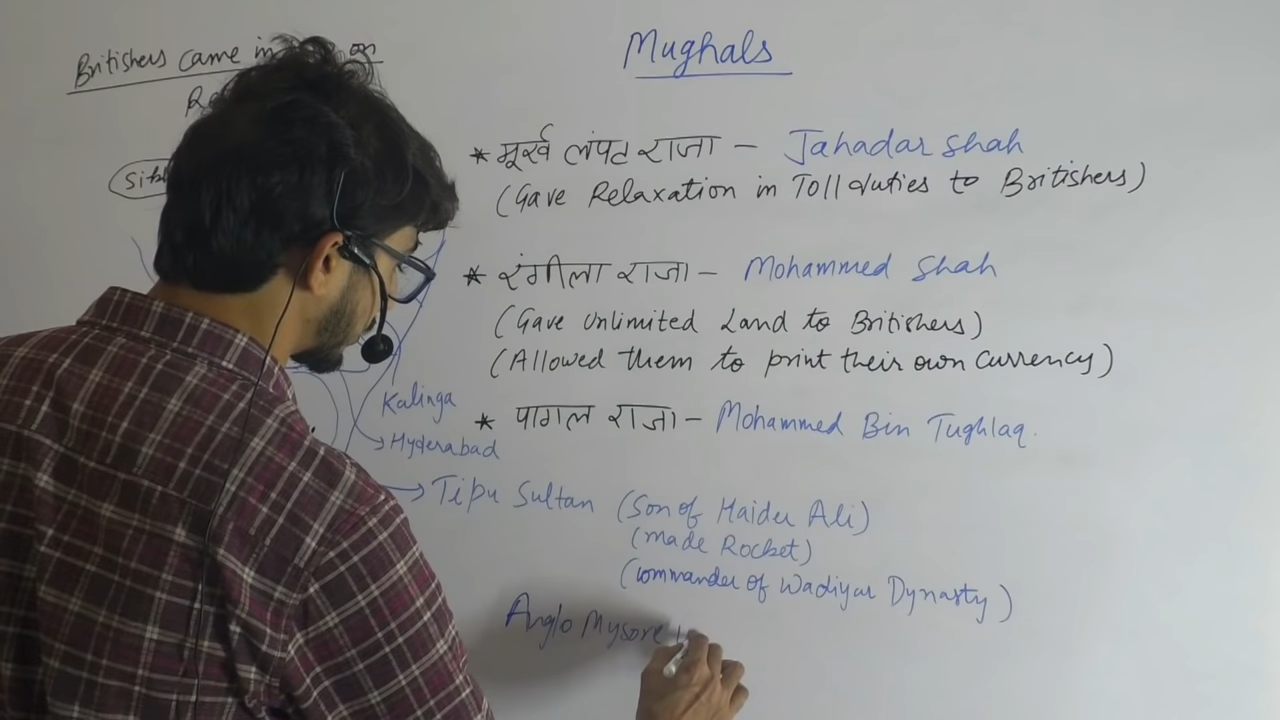 Britishers came in on
Mughals
* मूर्ख लंपट राजा - Jahadar Shah
(Gave Relaxation in Toll duties to Britishers)
* रंगीला राजा - Mohammed Shah
(Gave Unlimited Land to Britishers)
(Allowed them to print their own currency)
Kalinga
* पागल राजा - Mohammed Bin Tughlaq.
Hyderabad
Tipu Sultan (Son of Haider Ali)
(made Rocket)
(Commander of Wadiyar Dynasty)
Anglo Mysore